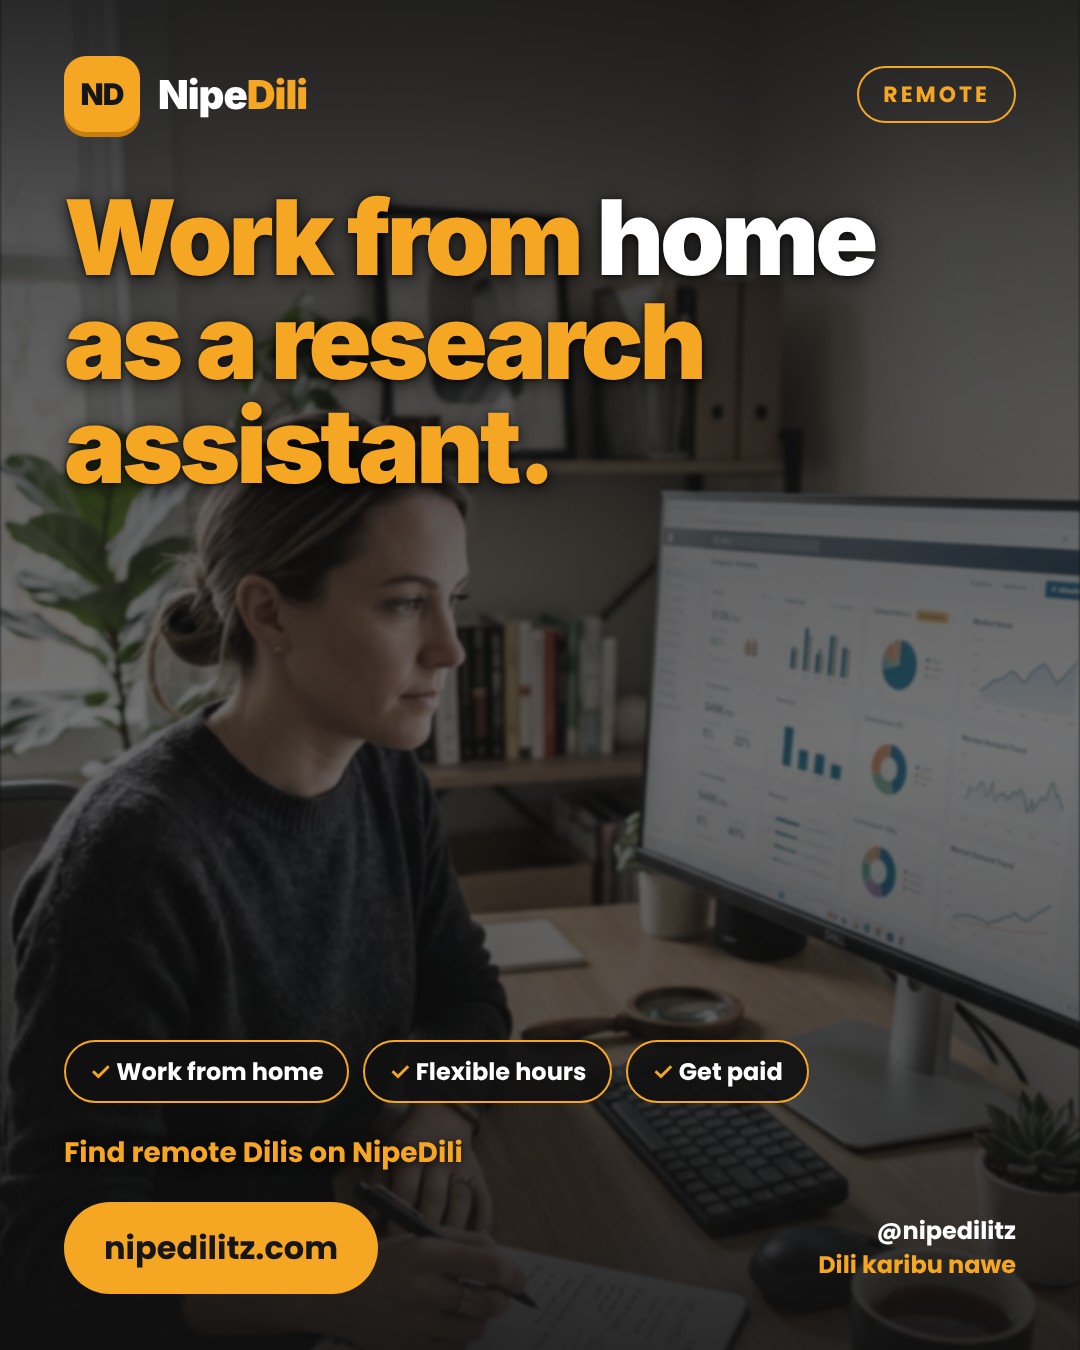 ND
NipeDili
REMOTE
Work from home
as a research
assistant.
✓ Work from home
✓ Flexible hours
✓ Get paid
Find remote Dilis on NipeDili
nipedilitz.com
@nipedilitz
Dili karibu nawe